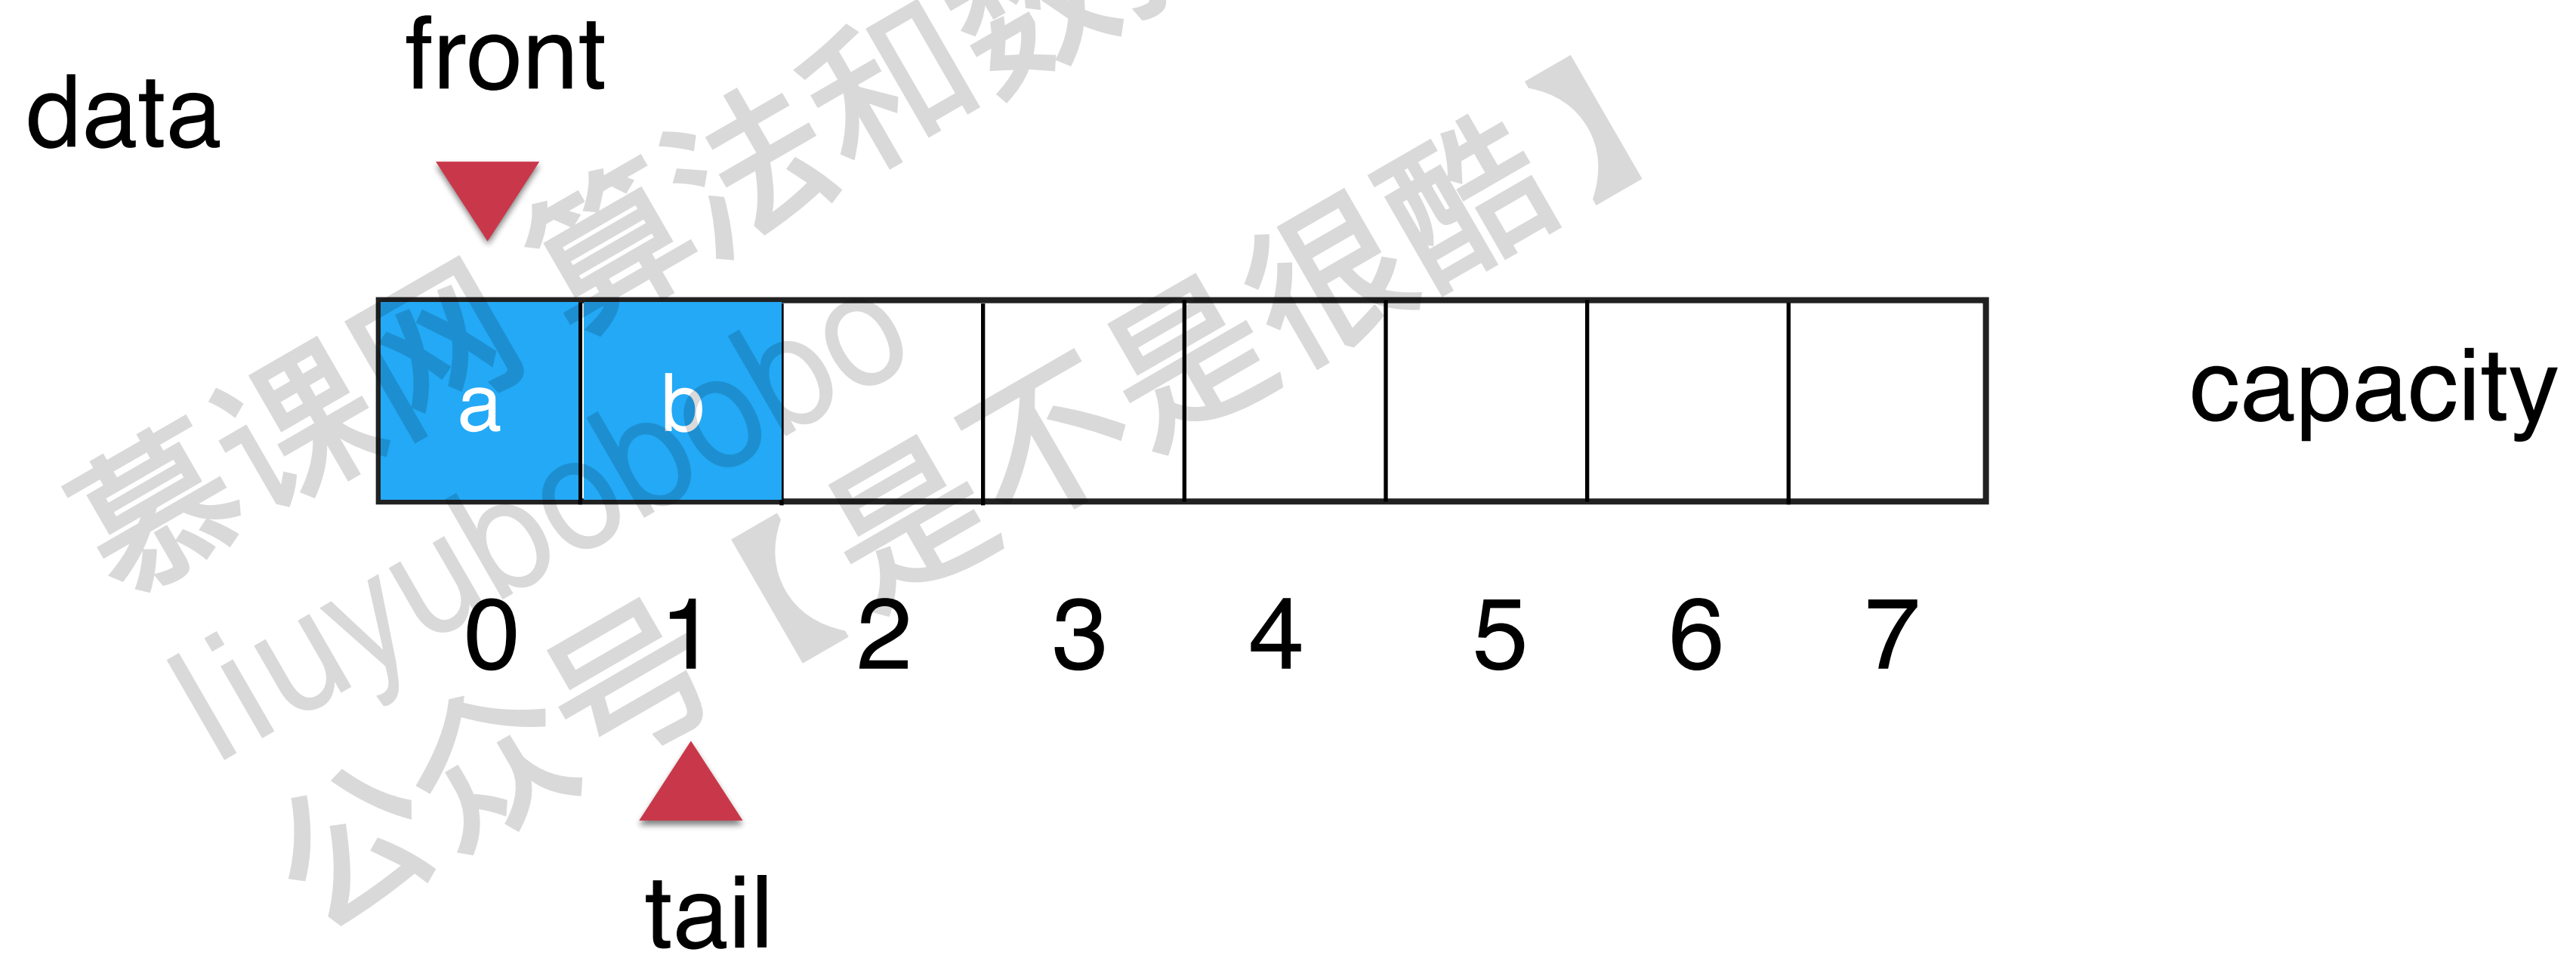 front
data
a b
capacity
0 1 2 3 4 5 6 7
tail
慕课网 算法和数
liuyubobobo
公众号【是不是很酷】